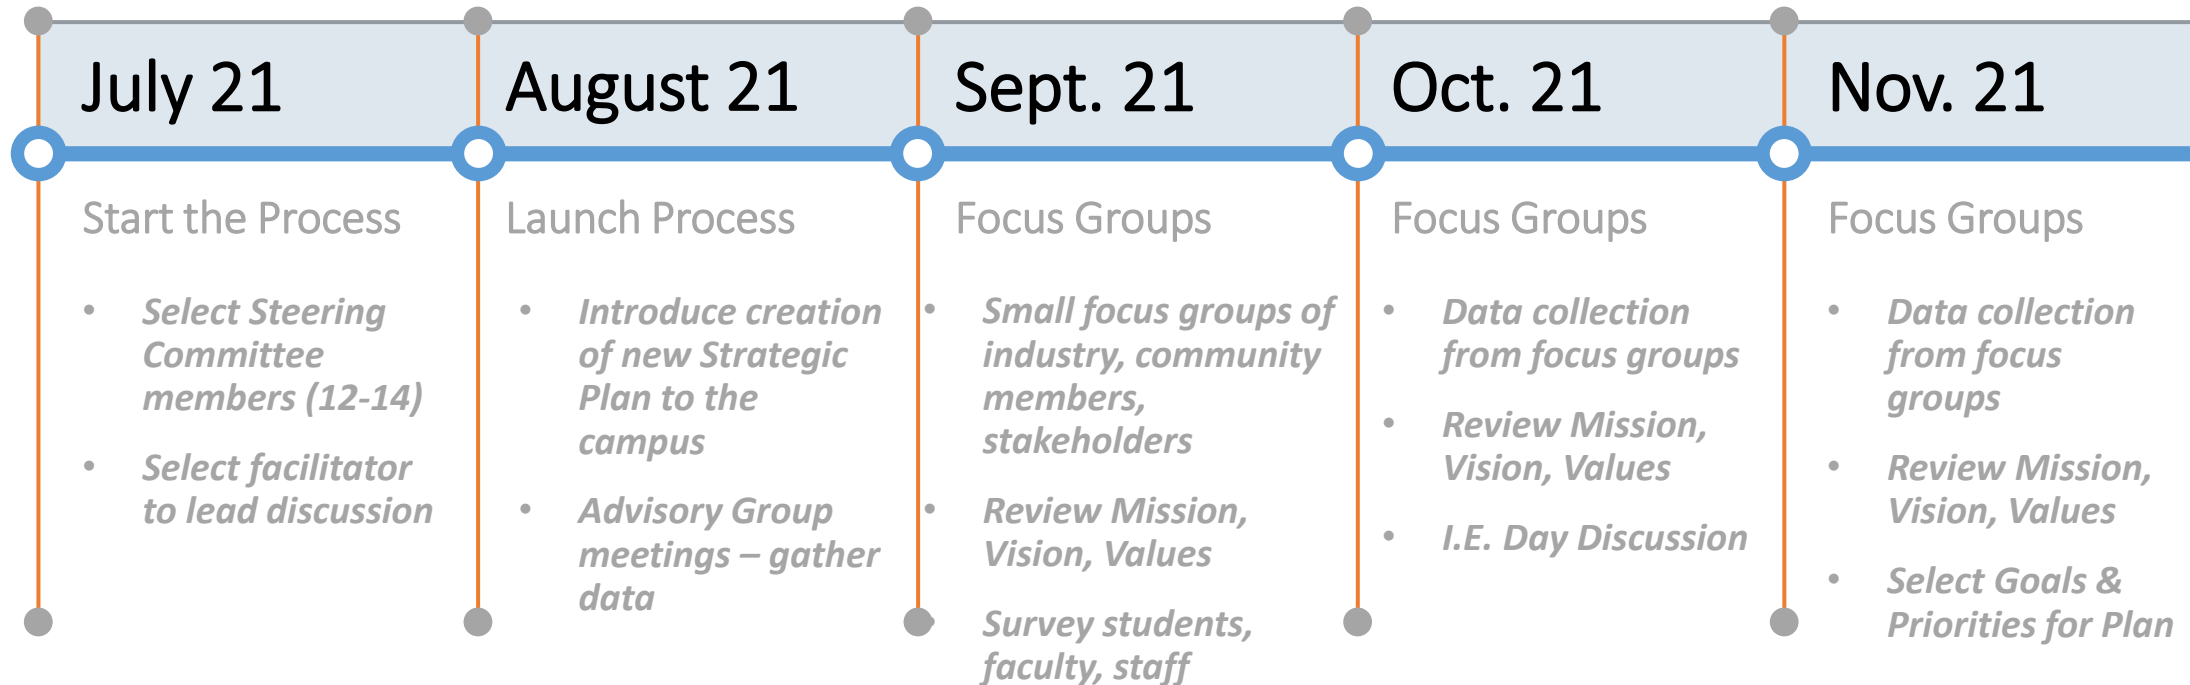 July 21
Start the Process
• Select Steering
Committee
members (12-14)
• Select facilitator
to lead discussion
August 21
Launch Process
• Introduce creation
of new Strategic
Plan to the
campus
• Advisory Group
meetings – gather
data
Sept. 21
Focus Groups
• Small focus groups of
industry, community
members,
stakeholders
• Review Mission,
Vision, Values
• Survey students,
faculty, staff
Oct. 21
Focus Groups
• Data collection
from focus groups
• Review Mission,
Vision, Values
• I.E. Day Discussion
Nov. 21
Focus Groups
• Data collection
from focus
groups
• Review Mission,
Vision, Values
• Select Goals &
Priorities for Plan